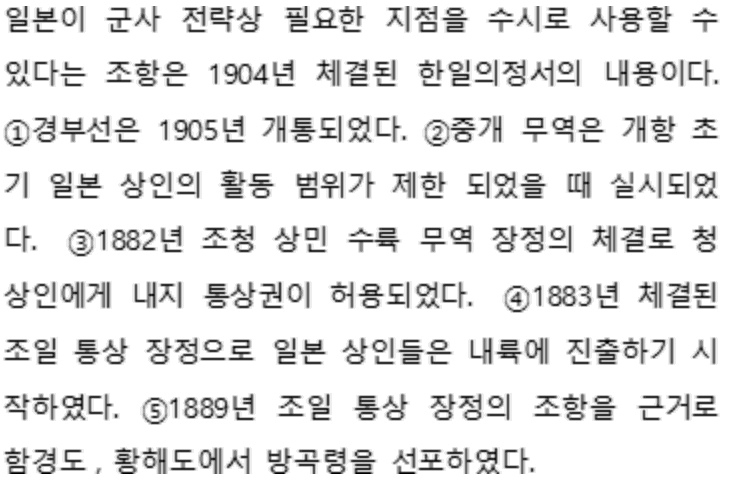 일본이 군사 전략상 필요한 지점을 수시로 사용할 수
있다는 조항은 1904년 체결된 한일의정서의 내용이다.
①경부선은 1905년 개통되었다. ②중개 무역은 개항 초
기 일본 상인의 활동 범위가 제한 되었을 때 실시되었
다. ③1882년 조청 상민 수륙 무역 장정의 체결로 청
상인에게 내지 통상권이 허용되었다. ④1883년 체결된
조일 통상 장정으로 일본 상인들은 내륙에 진출하기 시
작하였다. ⑤1889년 조일 통상 장정의 조항을 근거로
함경도 , 황해도에서 방곡령을 선포하였다.